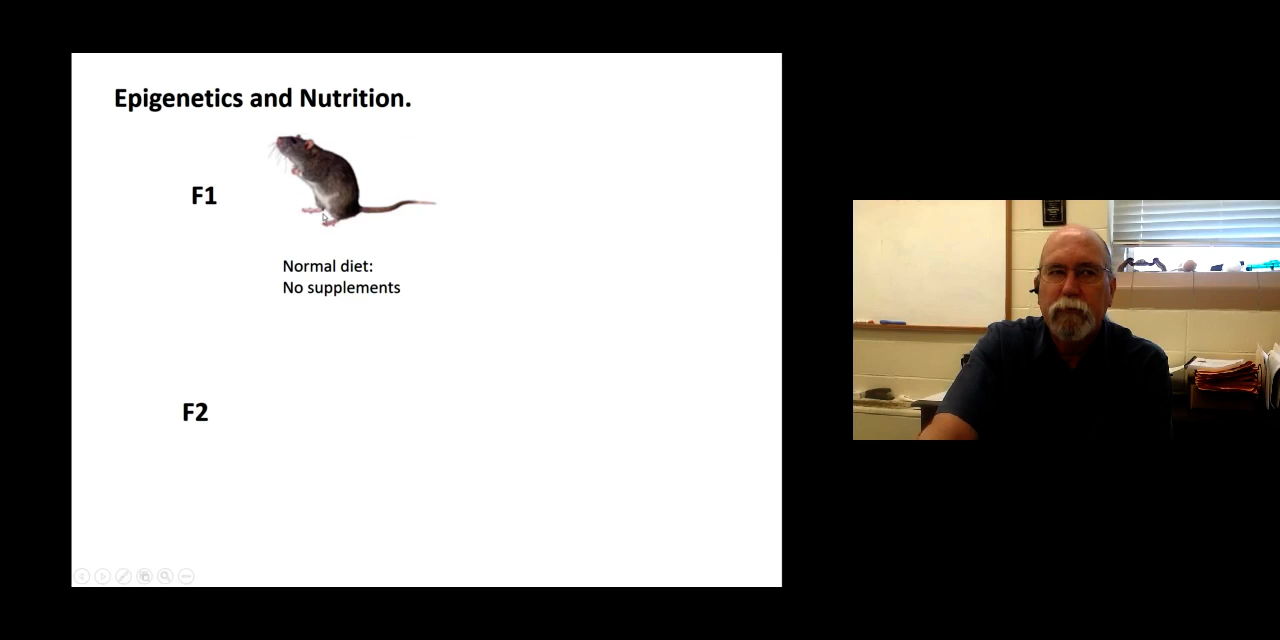 Epigenetics and Nutrition.
F1
Normal diet:
No supplements
F2